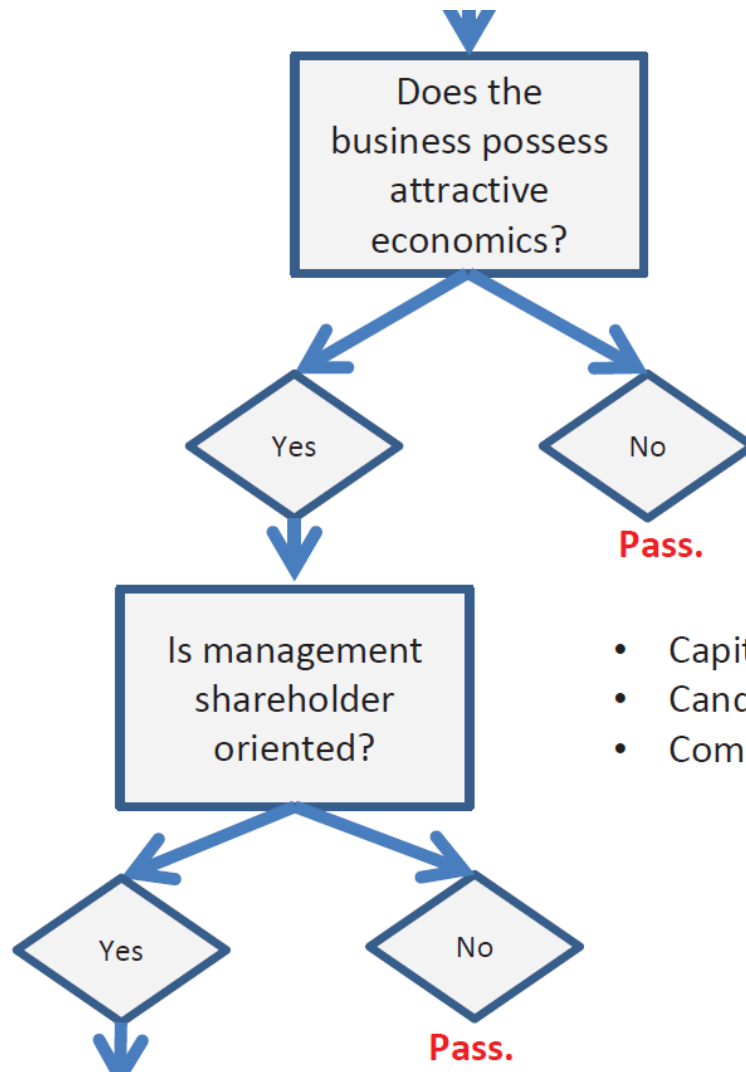 Does the
business possess
attractive
economics?
Yes
No
Pass.
Is management
shareholder
oriented?
•
•
•
Yes
No
Pass.